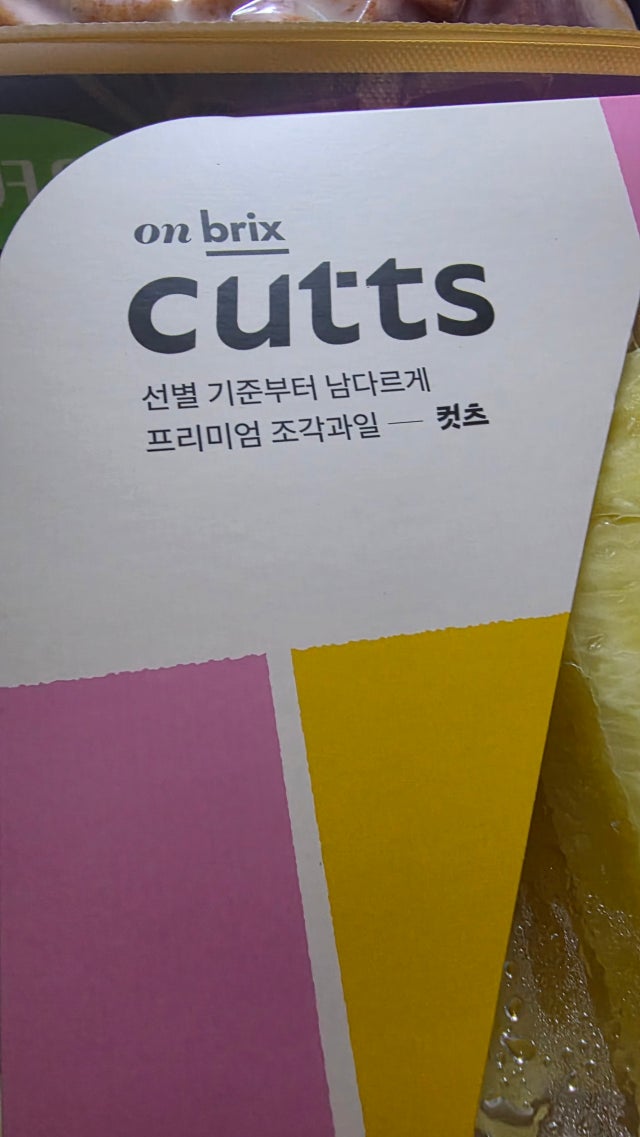 on brix
cutts
선별 기준부터 남다르게
프리미엄 조각과일 — 컷츠